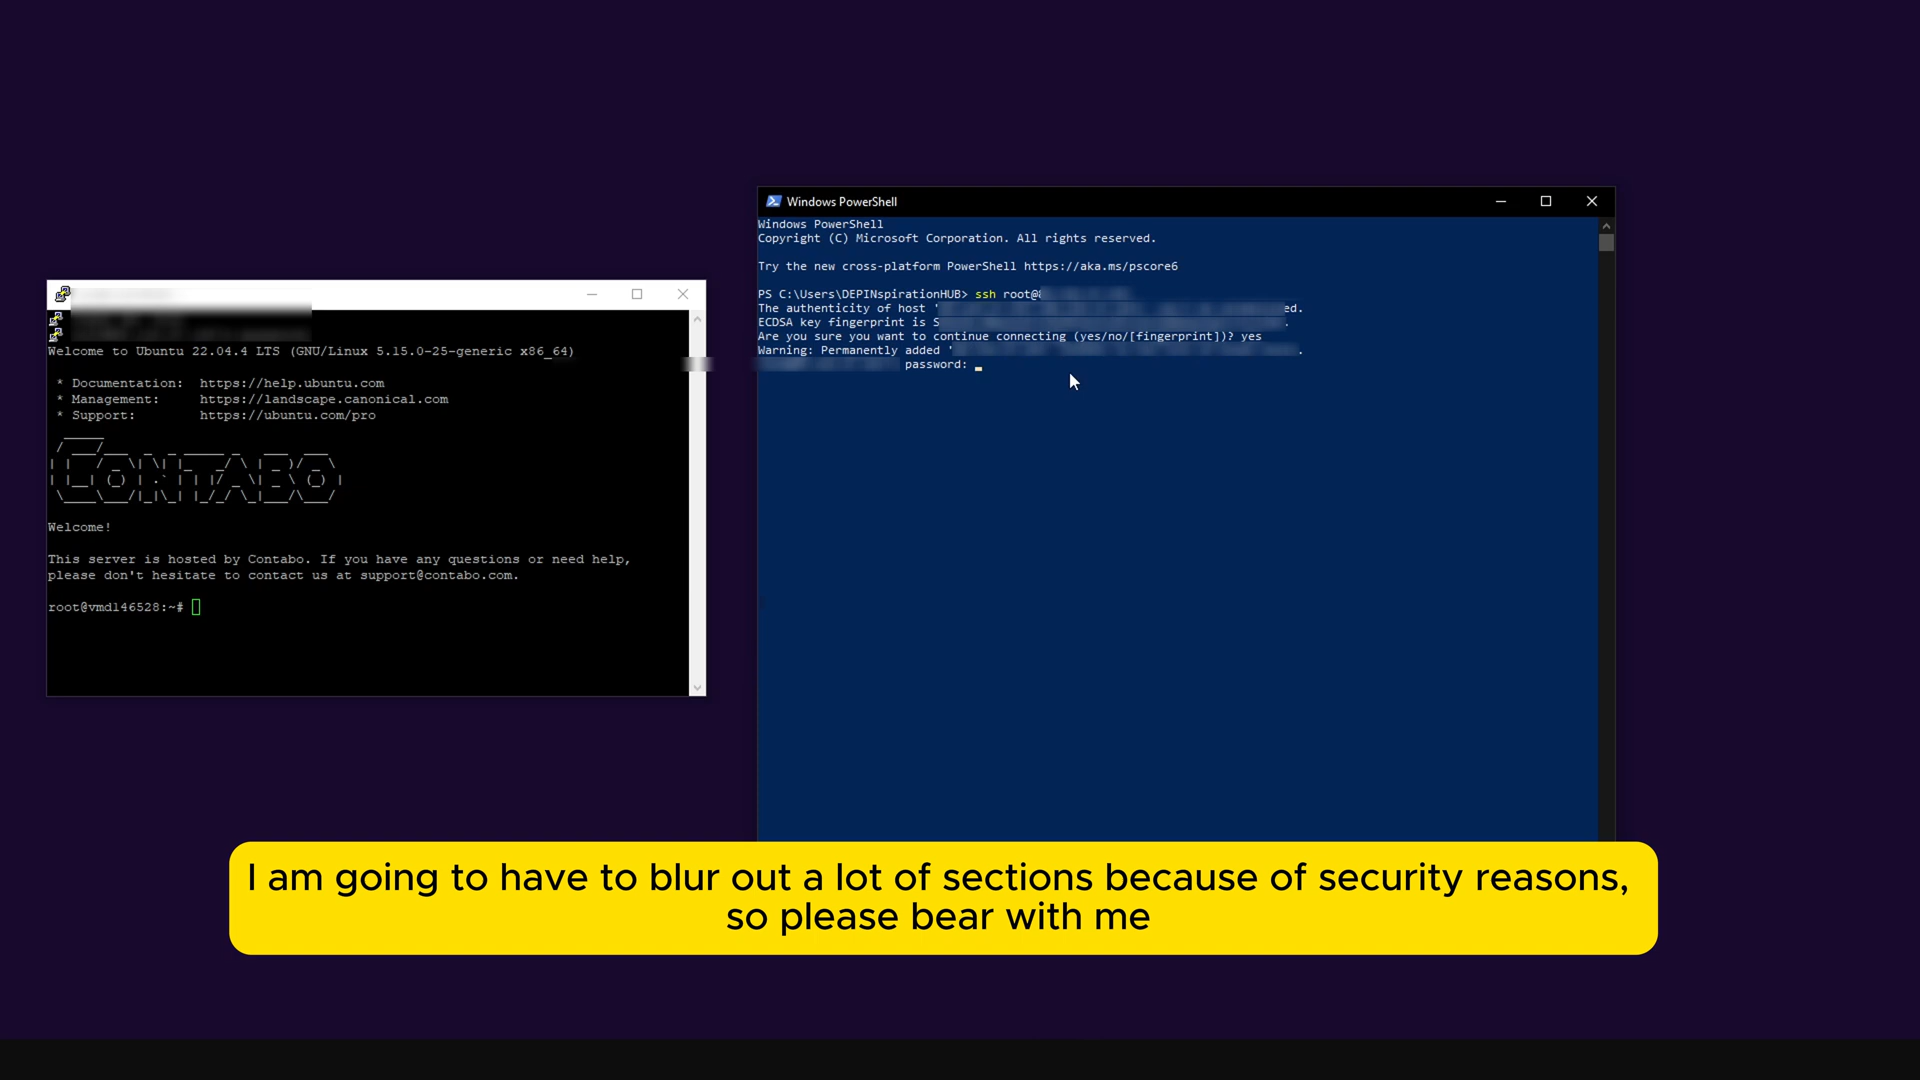 Welcome to Ubuntu 22.04.4 LTS (GNU/Linux 5.15.0-25-generic x86_64)
* Documentation: https://help.ubuntu.com
* Management: https://landscape.canonical.com
* Support: https://ubuntu.com/pro
CONTABO
Welcome!
This server is hosted by Contabo. If you have any questions or need help,
please don't hesitate to contact us at support@contabo.com.
root@vmd146528:~#
Windows PowerShell
Windows PowerShell
Copyright (C) Microsoft Corporation. All rights reserved.
Try the new cross-platform PowerShell https://aka.ms/pscore6
PS C:\Users\DEPINspirationHUB> ssh root@
The authenticity of host '
ECDSA key fingerprint is S
Are you sure you want to continue connecting (yes/no/[fingerprint])? yes
Warning: Permanently added '
password:
I am going to have to blur out a lot of sections because of security reasons,
so please bear with me